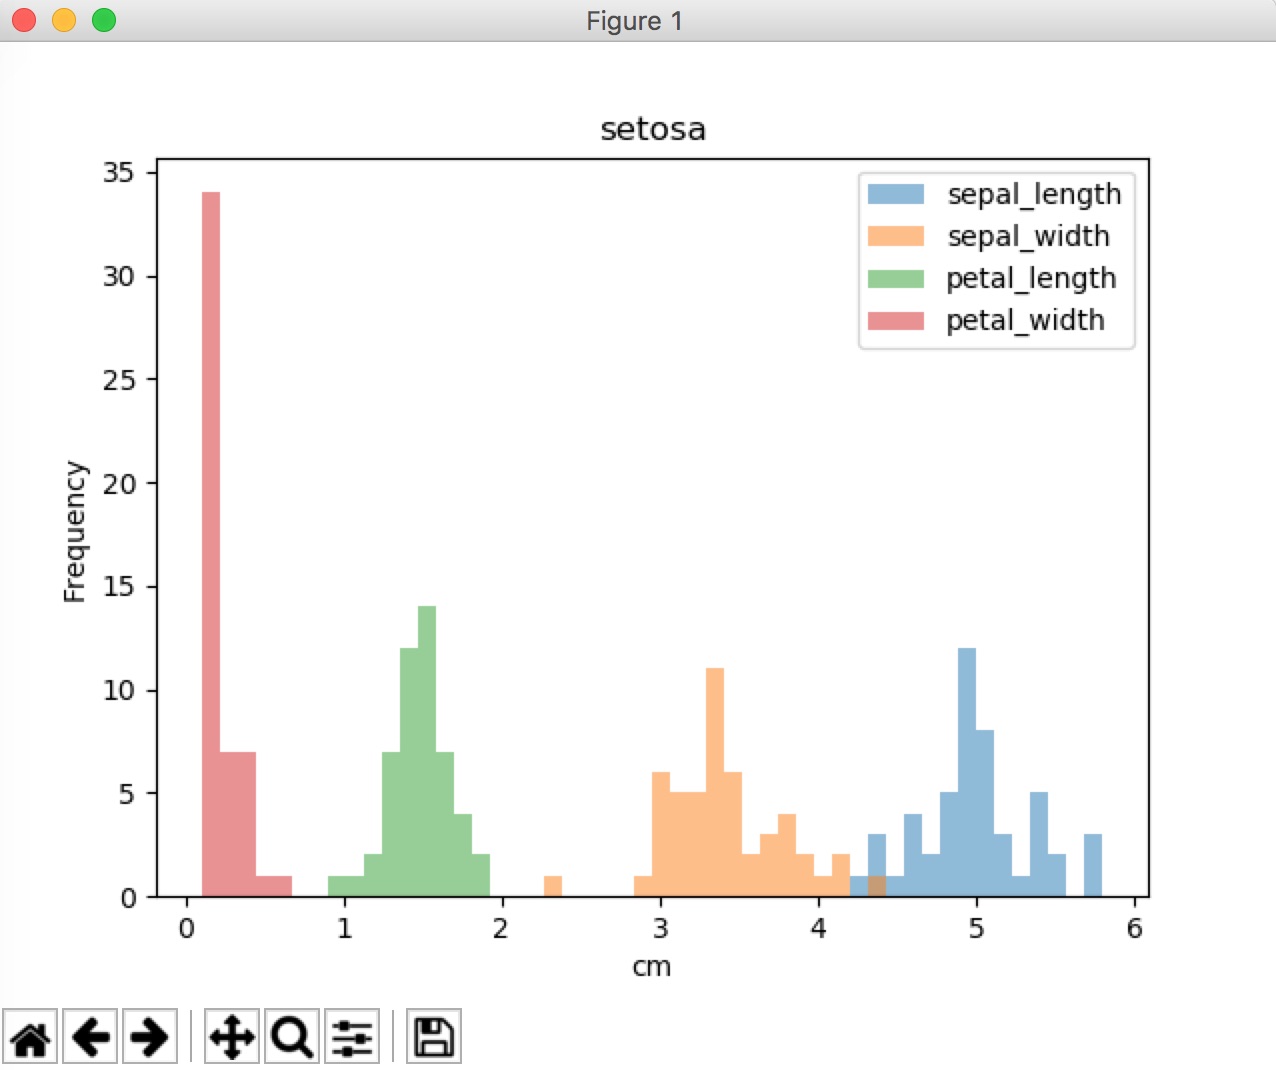 Figure 1
setosa
35
30
25
20
15
10
5
0
Frequency
sepal_length
sepal_width
petal_length
petal_width
0 1 2 3 4 5 6
cm